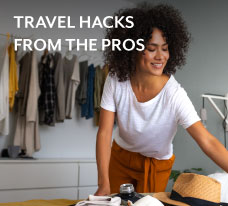 TRAVEL HACKS
FROM THE PROS